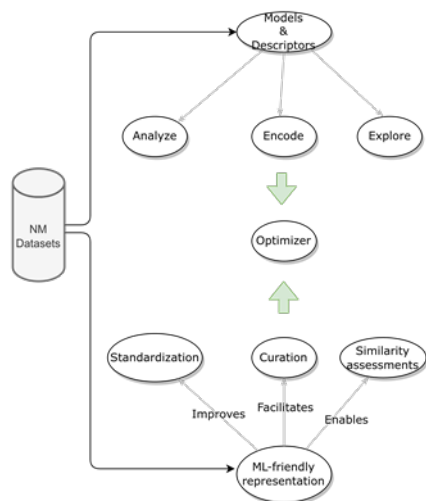 Models
&
Descriptors
Analyze
Encode
Explore
NM
Datasets
Optimizer
Standardization
Curation
Similarity
assessments
Improves
Facilitates
Enables
ML-friendly
representation